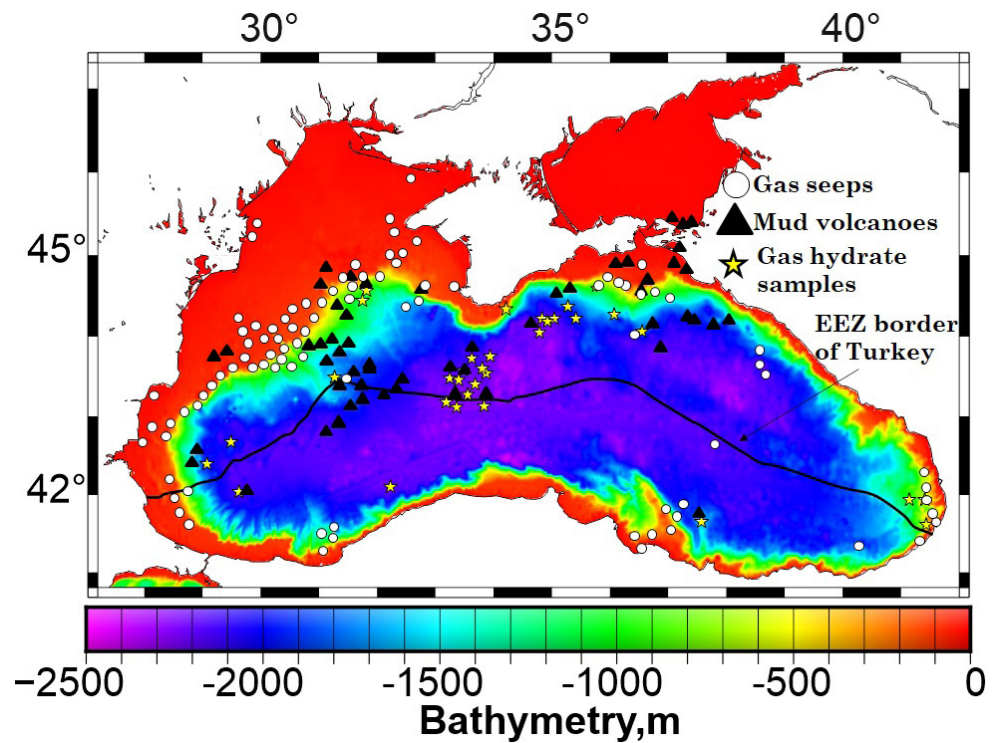 30° 35° 40°
45°
42°
Gas seeps
Mud volcanoes
Gas hydrate
samples
EEZ border
of Turkey
−2500 -2000 -1500 -1000 -500 0
Bathymetry,m